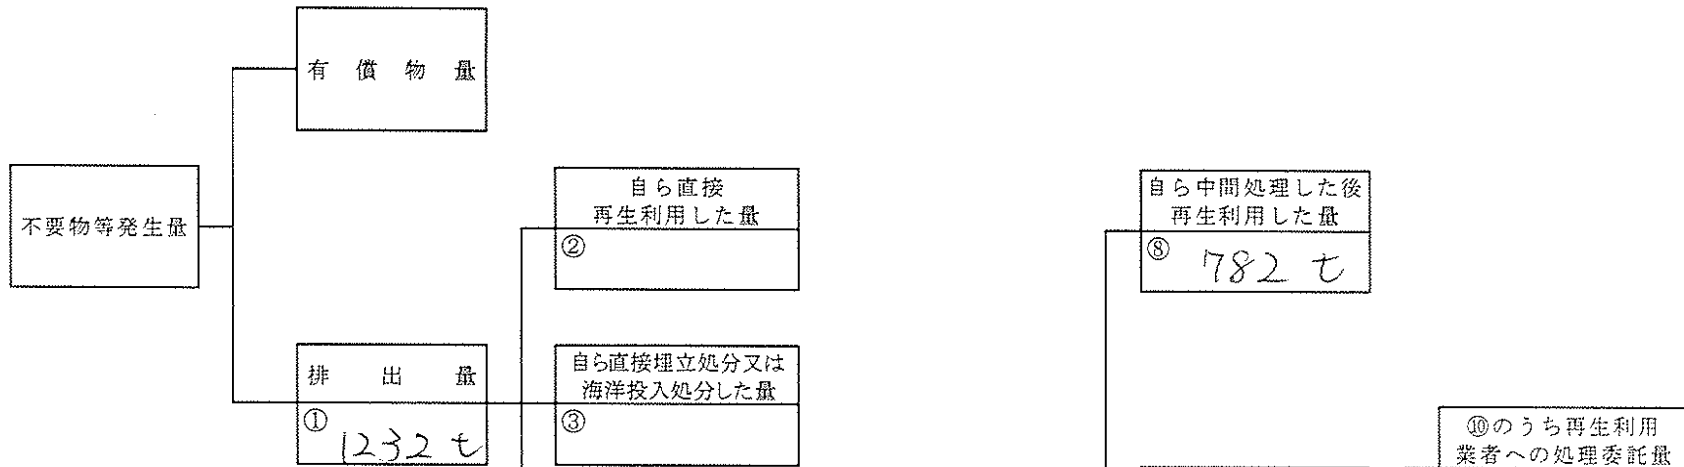 有償物量
不要物等発生量
自ら直接
再生利用した量
②
自ら中間処理した後
再生利用した量
⑧ 782 t
排出量
① 1232 t
自ら直接埋立処分又は
海洋投入処分した量
③
⑩のうち再生利用
業者への処理委託量